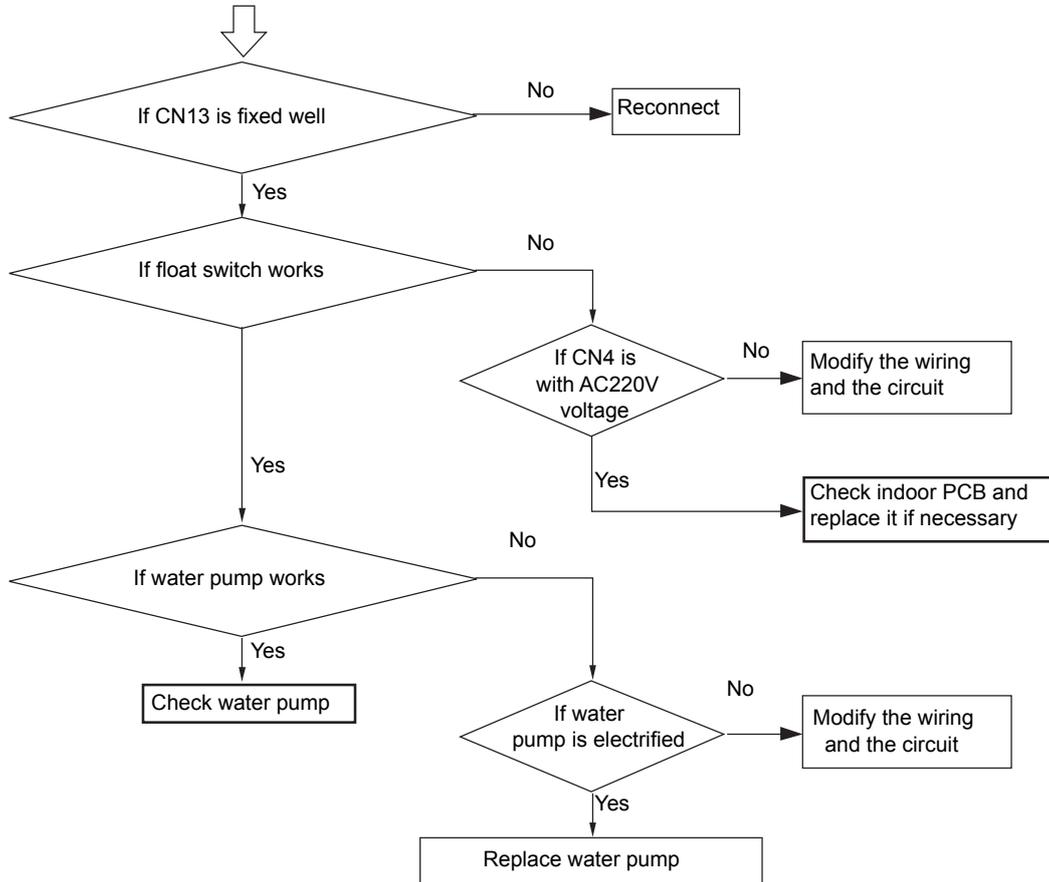 If CN13 is fixed well
No
Reconnect
Yes
If float switch works
No
If CN4 is
with AC220V
voltage
No
Modify the wiring
and the circuit
Yes
Yes
Check indoor PCB and
replace it if necessary
If water pump works
No
Yes
Check water pump
If water
pump is electrified
No
Modify the wiring
and the circuit
Yes
Replace water pump